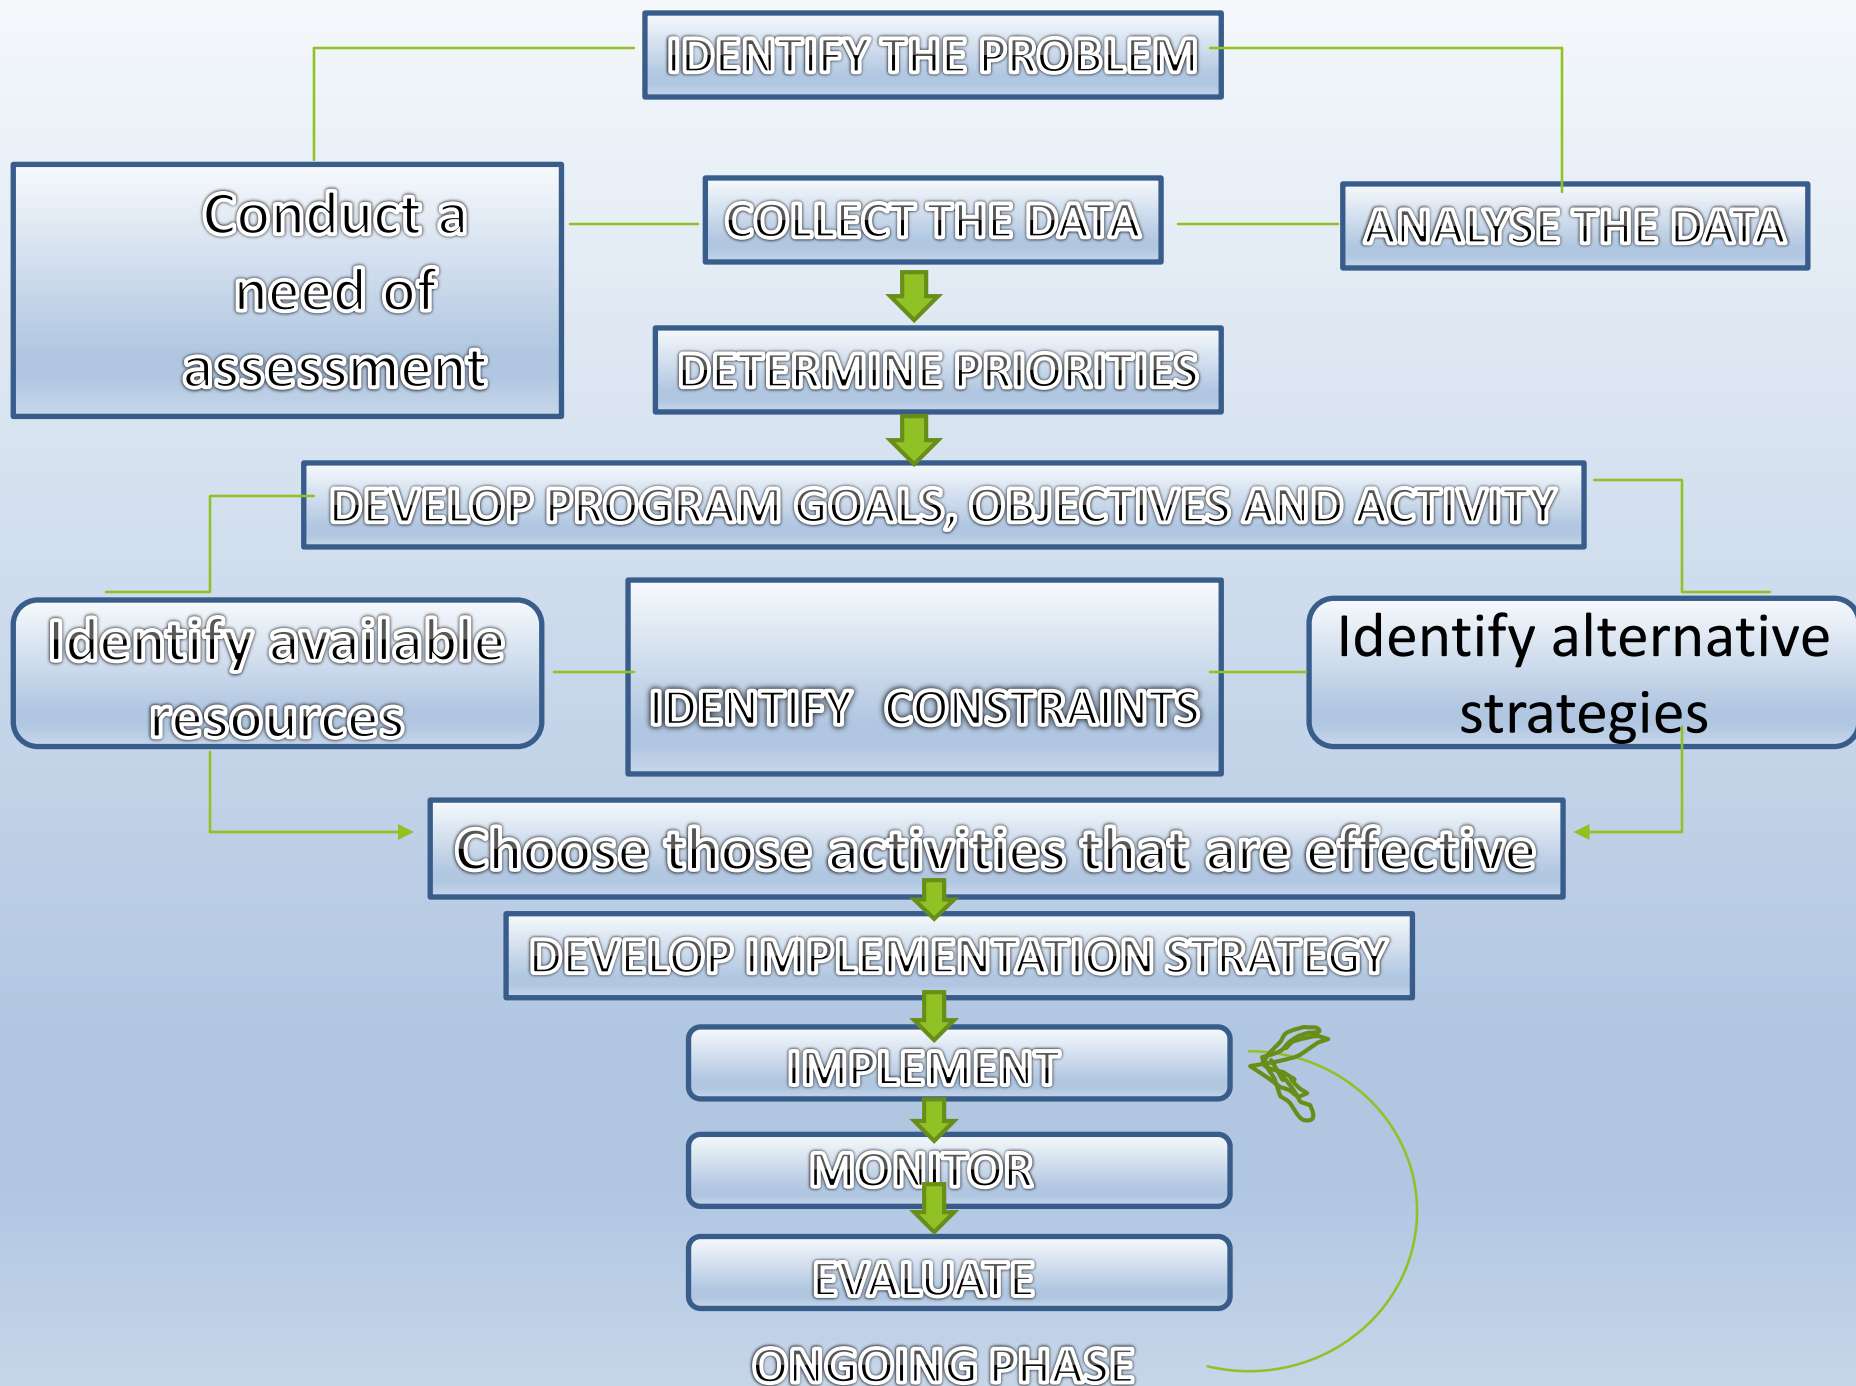 IDENTIFY THE PROBLEM
Conduct a
need of
assessment
COLLECT THE DATA
ANALYSE THE DATA
DETERMINE PRIORITIES
DEVELOP PROGRAM GOALS, OBJECTIVES AND ACTIVITY
Identify available
resources
IDENTIFY CONSTRAINTS
Identify alternative
strategies
Choose those activities that are effective
DEVELOP IMPLEMENTATION STRATEGY
IMPLEMENT
MONITOR
EVALUATE
ONGOING PHASE